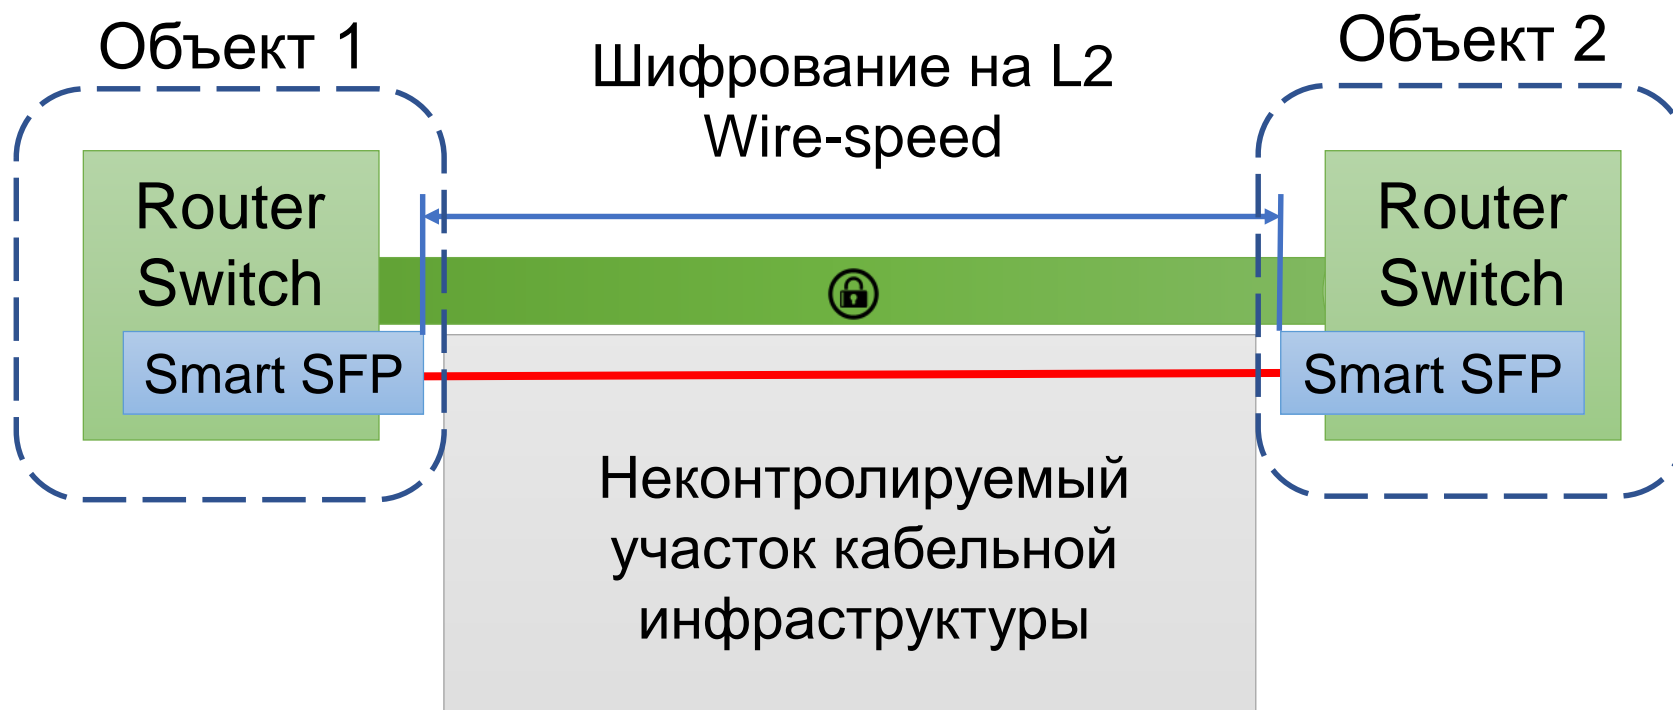 Объект 1
Шифрование на L2
Wire-speed
Объект 2
Router
Switch
Smart SFP
Router
Switch
Smart SFP
Неконтролируемый
участок кабельной
инфраструктуры